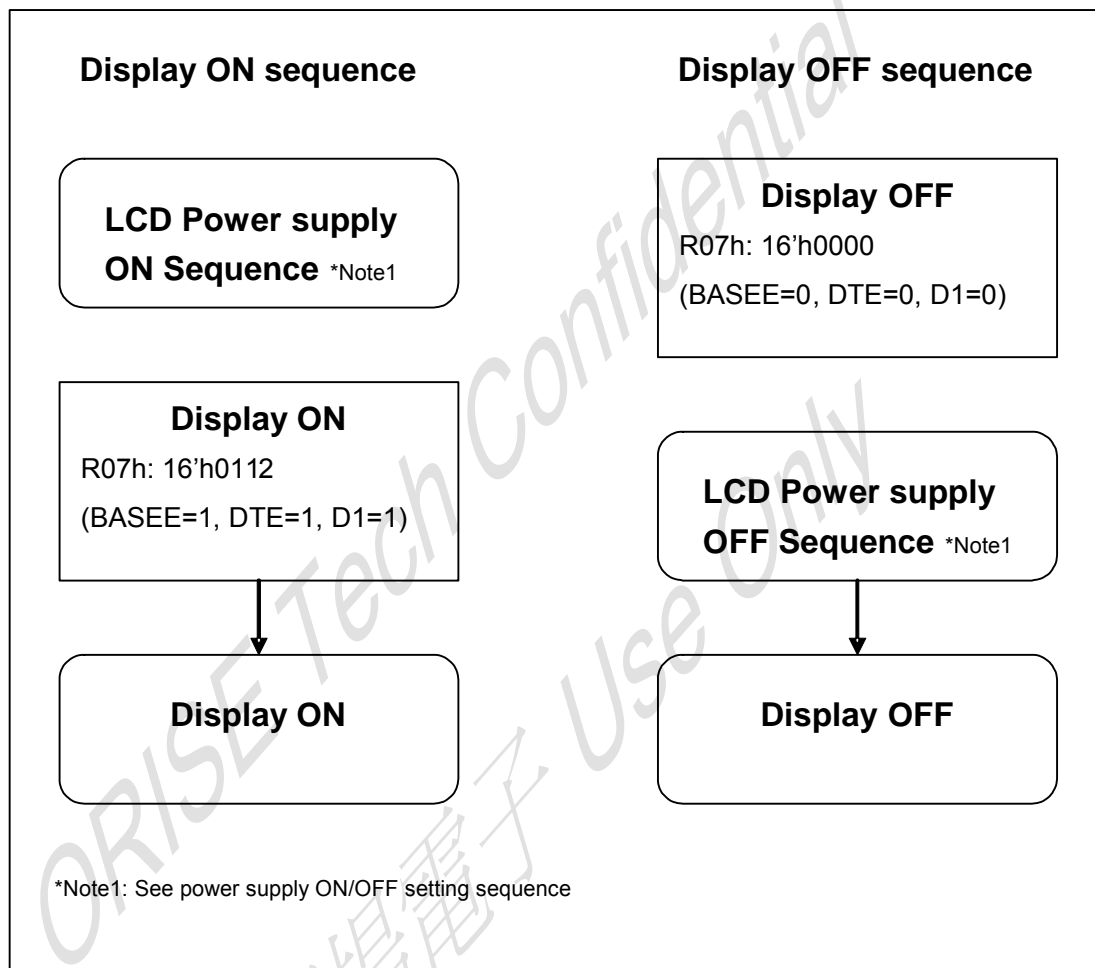 Display ON sequence
LCD Power supply
ON Sequence *Note1
Display ON
R07h: 16’h0112
(BASEE=1, DTE=1, D1=1)
Display ON
Display OFF sequence
Display OFF
R07h: 16’h0000
(BASEE=0, DTE=0, D1=0)
LCD Power supply
OFF Sequence *Note1
Display OFF
*Note1: See power supply ON/OFF setting sequence
ORISE Tech Confidential
揚電子 Use Only